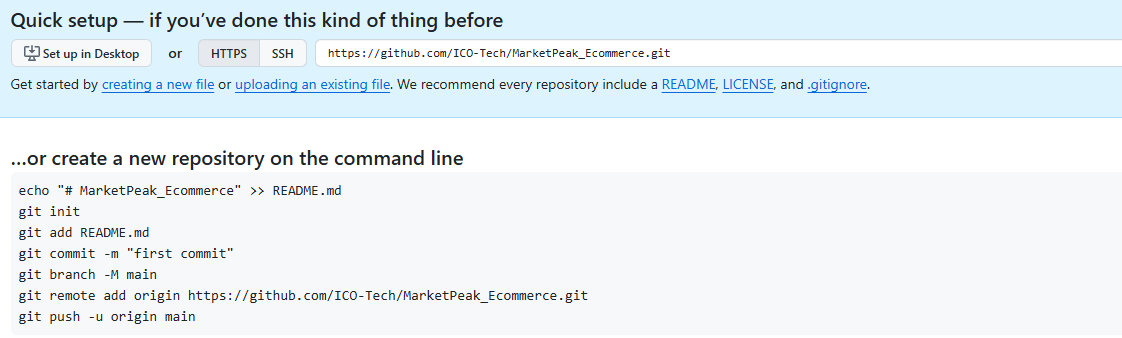 Quick setup — if you’ve done this kind of thing before
Set up in Desktop or HTTPS SSH https://github.com/ICO-Tech/MarketPeak_Ecommerce.git
Get started by creating a new file or uploading an existing file. We recommend every repository include a README, LICENSE, and .gitignore.
…or create a new repository on the command line
echo "# MarketPeak_Ecommerce" >> README.md
git init
git add README.md
git commit -m "first commit"
git branch -M main
git remote add origin https://github.com/ICO-Tech/MarketPeak_Ecommerce.git
git push -u origin main